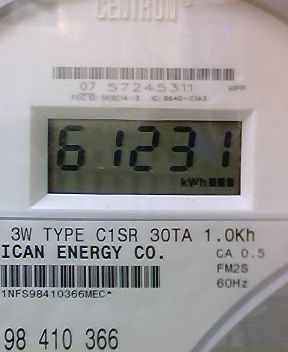 CENTRON
07 57245311
61231
kWh
3W TYPE C1SR 30TA 1.0Kh
ICAN ENERGY CO.
CA 0.5
FM2S
60Hz
1NFS98410366MEC*
98 410 366